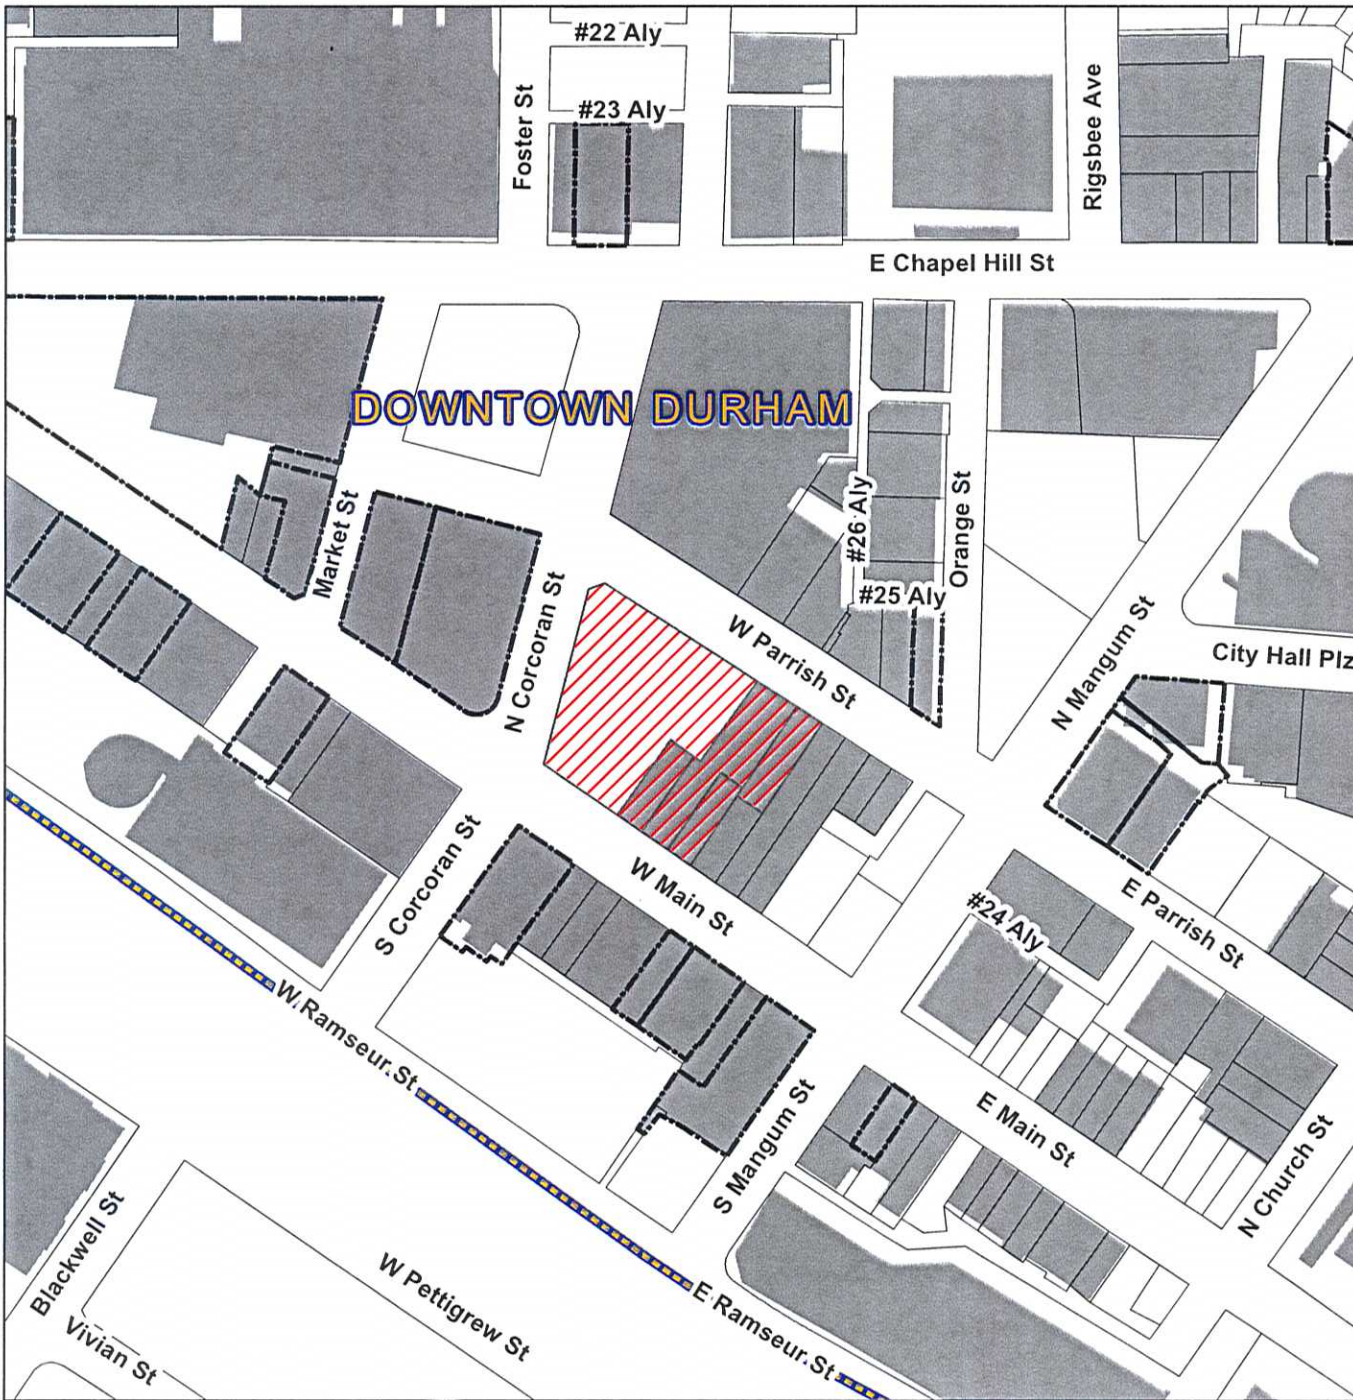 #22 Aly
#23 Aly
Foster St
Rigsbee Ave
E Chapel Hill St
DOWNTOWN DURHAM
Market St
#26 Aly
Orange St
#25 Aly
N Corcoran St
W Parrish St
N Mangum St
City Hall Plz
W Main St
S Corcoran St
#24 Aly
E Parrish St
W Ramseur St
E Main St
S Mangum St
N Church St
Blackwell St
W Pettigrew St
E Ramseur St
Vivian St